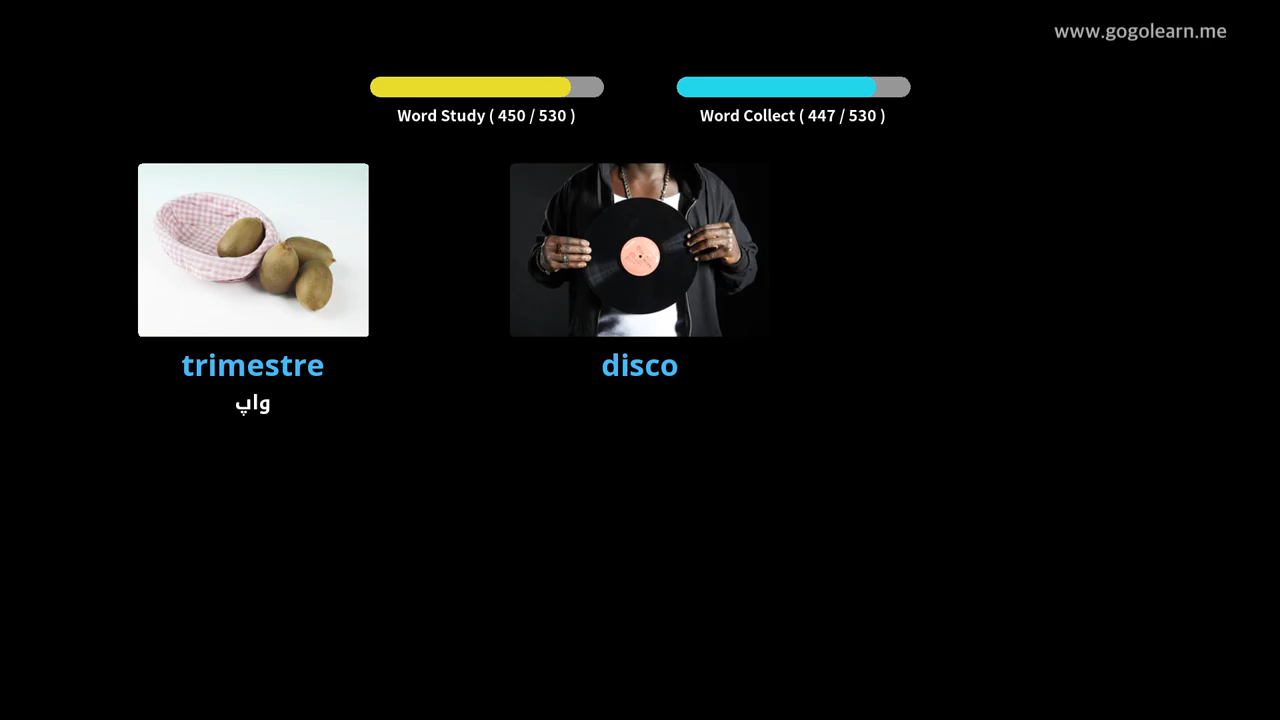 www.gogolearn.me
Word Study ( 450 / 530 )
Word Collect ( 447 / 530 )
trimestre
واپ
disco